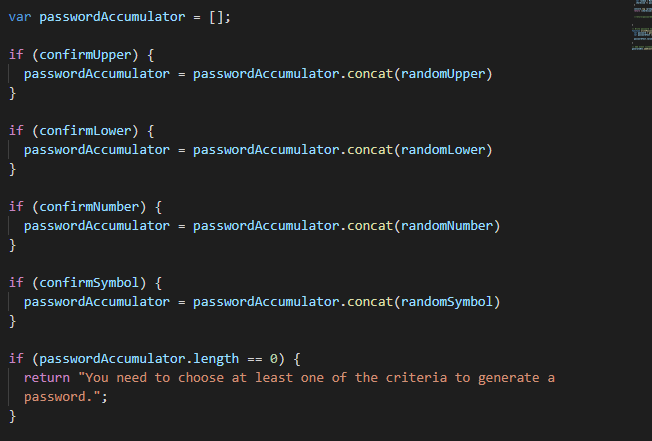 var passwordAccumulator = [];
if (confirmUpper) {
passwordAccumulator = passwordAccumulator.concat(randomUpper)
}
if (confirmLower) {
passwordAccumulator = passwordAccumulator.concat(randomLower)
}
if (confirmNumber) {
passwordAccumulator = passwordAccumulator.concat(randomNumber)
}
if (confirmSymbol) {
passwordAccumulator = passwordAccumulator.concat(randomSymbol)
}
if (passwordAccumulator.length == 0) {
return "You need to choose at least one of the criteria to generate a
password.";
}